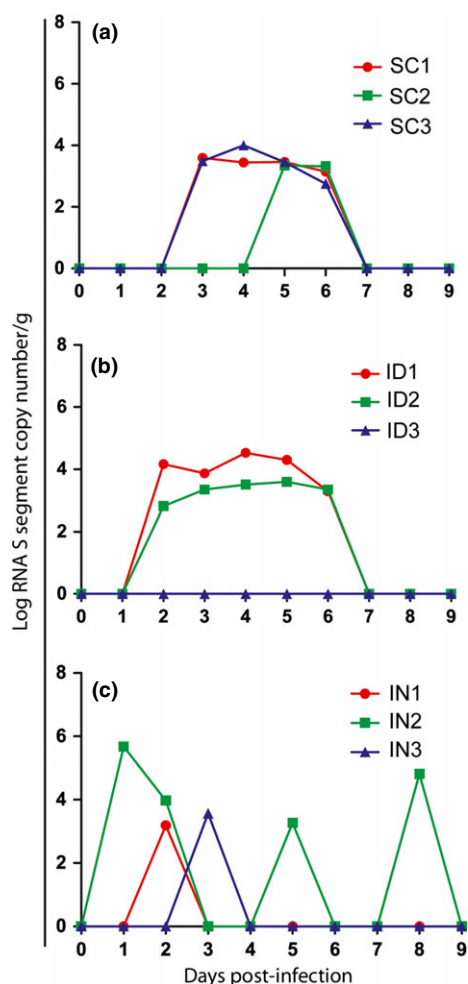 (a)
SC1
SC2
SC3
8
6
4
2
0
0 1 2 3 4 5 6 7 8 9
(b)
ID1
ID2
ID3
8
6
4
2
0
0 1 2 3 4 5 6 7 8 9
(c)
IN1
IN2
IN3
8
6
4
2
0
0 1 2 3 4 5 6 7 8 9
Log RNA S segment copy number/g
Days post-infection